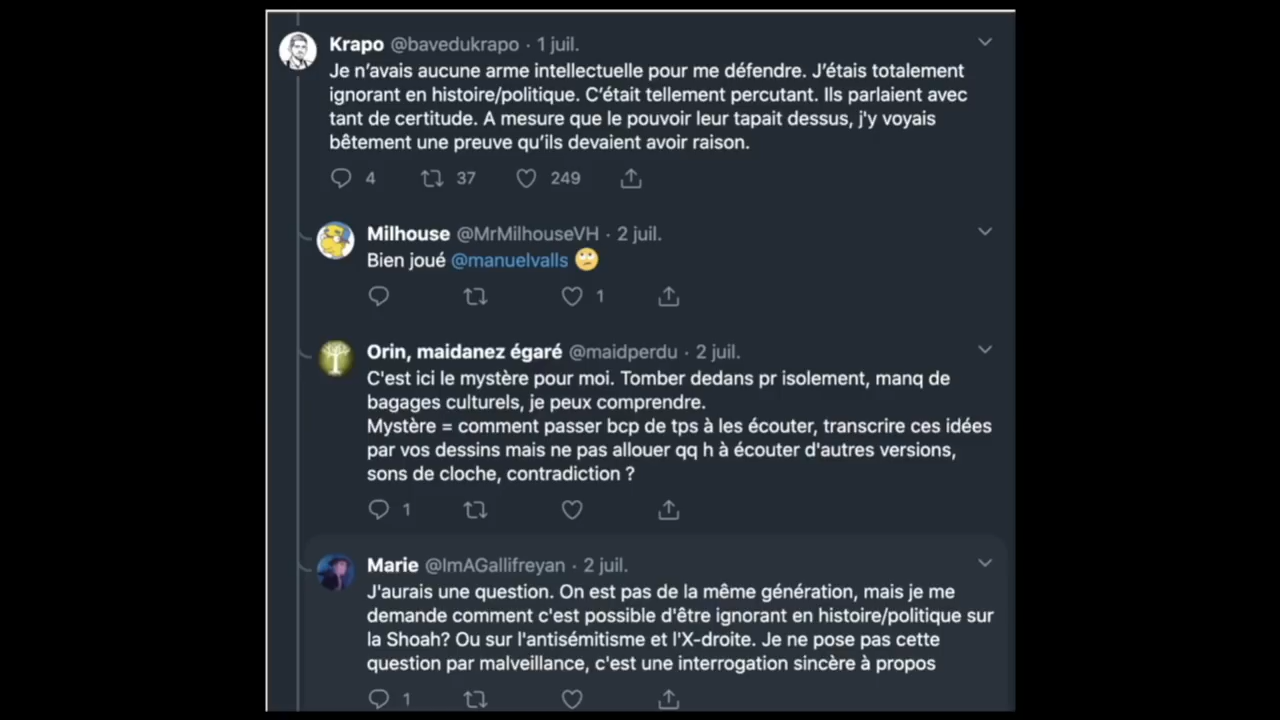 Krapo @bavedukrapo · 1 juil.
Je n’avais aucune arme intellectuelle pour me défendre. J’étais totalement
ignorant en histoire/politique. C’était tellement percutant. Ils parlaient avec
tant de certitude. A mesure que le pouvoir leur tapait dessus, j'y voyais
bêtement une preuve qu’ils devaient avoir raison.
4 37 249
Milhouse @MrMilhouseVH · 2 juil.
Bien joué @manuelvalls 🙄
1
Orin, maidanez égaré @maidperdu · 2 juil.
C'est ici le mystère pour moi. Tomber dedans pr isolement, manq de
bagages culturels, je peux comprendre.
Mystère = comment passer bcp de tps à les écouter, transcrire ces idées
par vos dessins mais ne pas allouer qq h à écouter d'autres versions,
sons de cloche, contradiction ?
1
Marie @ImAGallifreyan · 2 juil.
J'aurais une question. On est pas de la même génération, mais je me
demande comment c'est possible d'être ignorant en histoire/politique sur
la Shoah? Ou sur l'antisémitisme et l'X-droite. Je ne pose pas cette
question par malveillance, c'est une interrogation sincère à propos
1